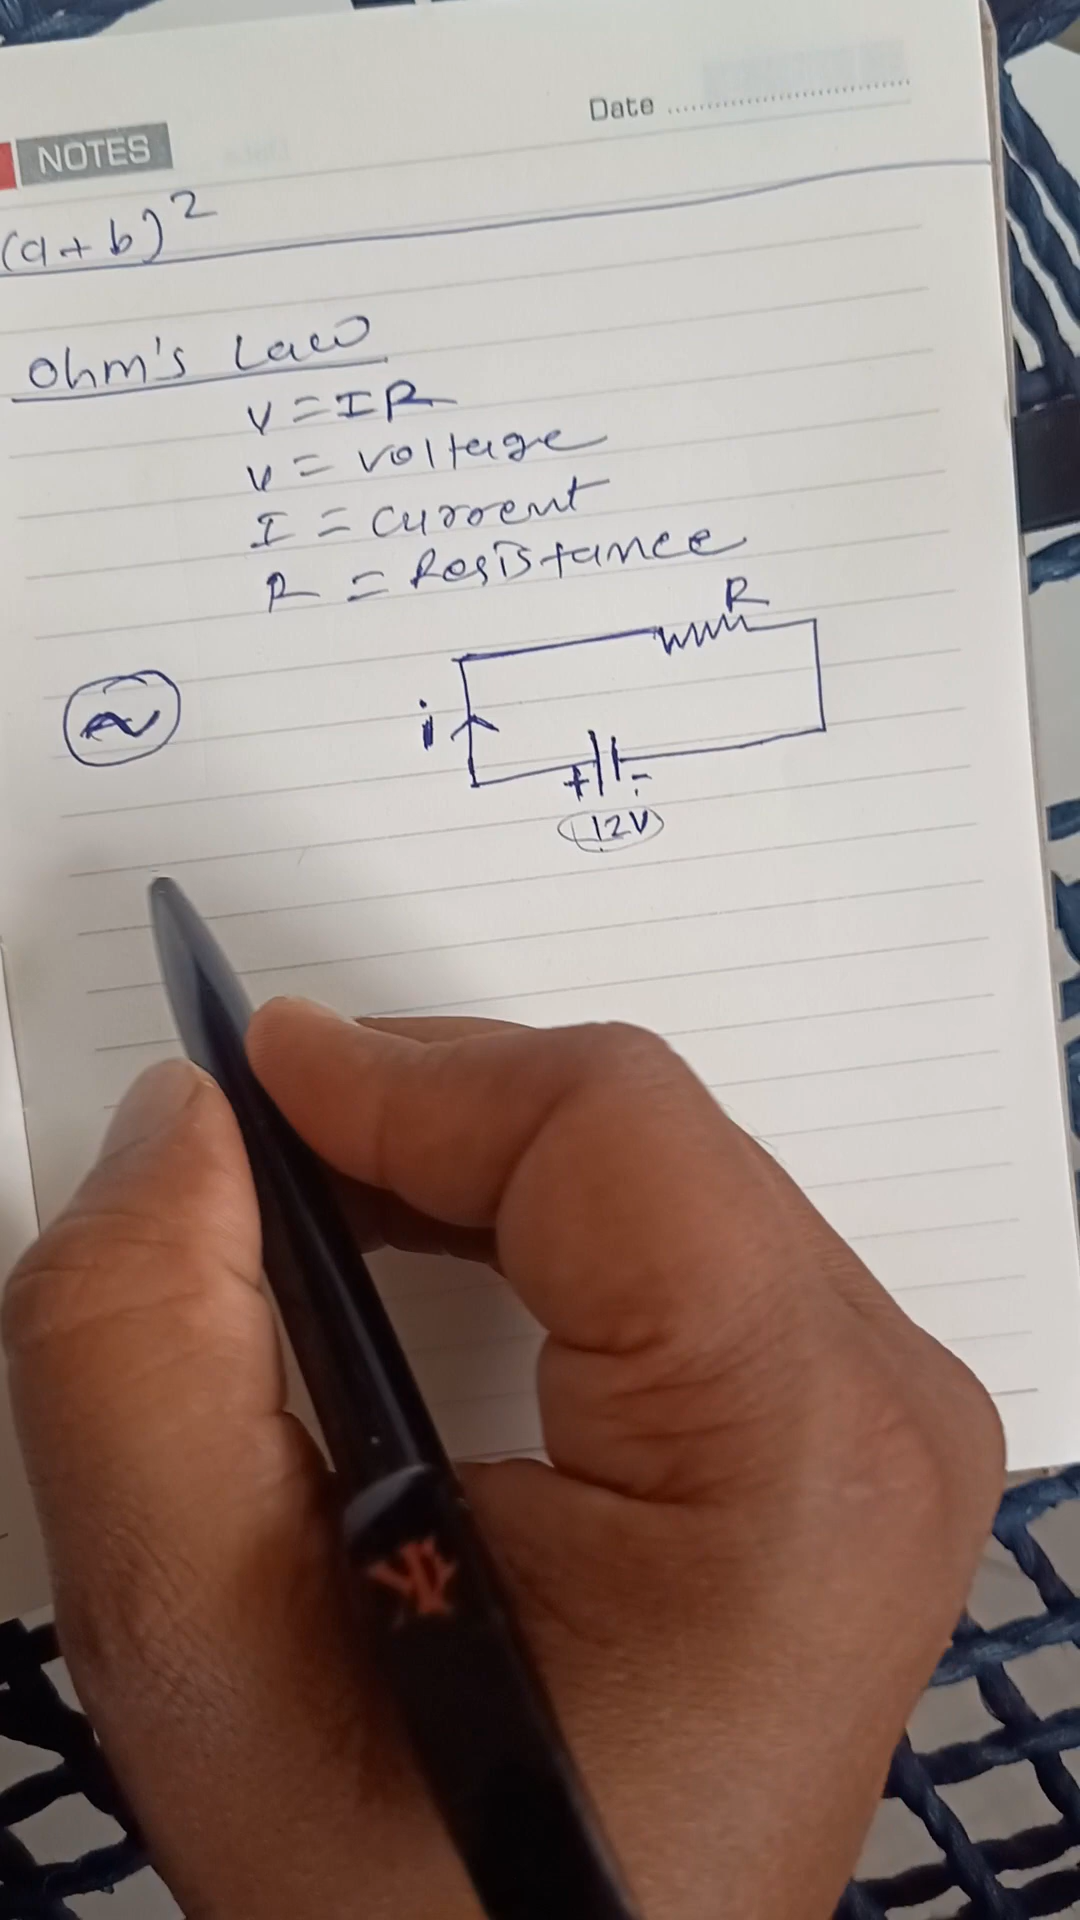 Date
NOTES
(a+b)²
Ohm's Law
V = IR
V = voltage
I = current
R = Resistance
R
i
+ -
12V